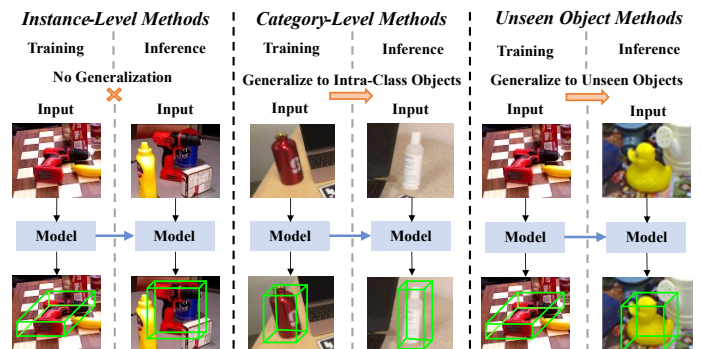 Instance-Level Methods
Training
Inference
No Generalization
Input
Input
Model
Model
Category-Level Methods
Training
Inference
Generalize to Intra-Class Objects
Input
Input
Model
Model
Unseen Object Methods
Training
Inference
Generalize to Unseen Objects
Input
Input
Model
Model